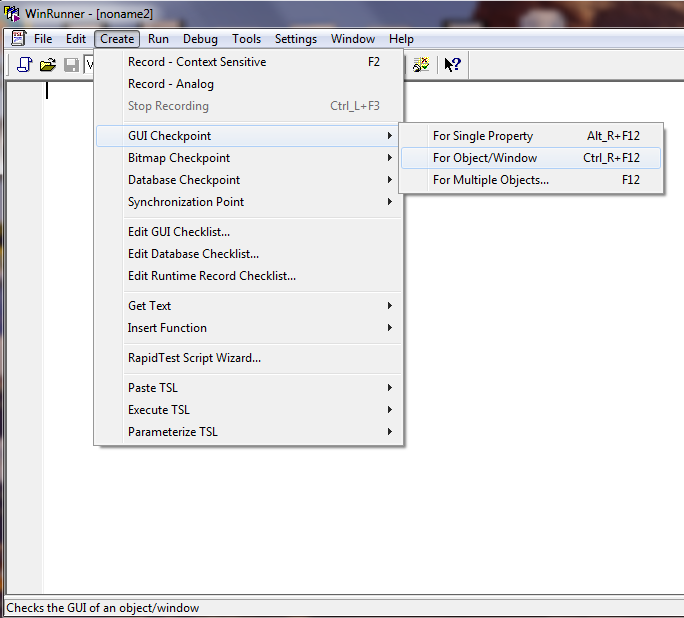 WinRunner - [noname2]
File Edit Create Run Debug Tools Settings Window Help
Record - Context Sensitive F2
Record - Analog
Stop Recording Ctrl_L+F3
GUI Checkpoint
For Single Property Alt_R+F12
Bitmap Checkpoint
For Object/Window Ctrl_R+F12
Database Checkpoint
For Multiple Objects... F12
Synchronization Point
Edit GUI Checklist...
Edit Database Checklist...
Edit Runtime Record Checklist...
Get Text
Insert Function
RapidTest Script Wizard...
Paste TSL
Execute TSL
Parameterize TSL
Checks the GUI of an object/window